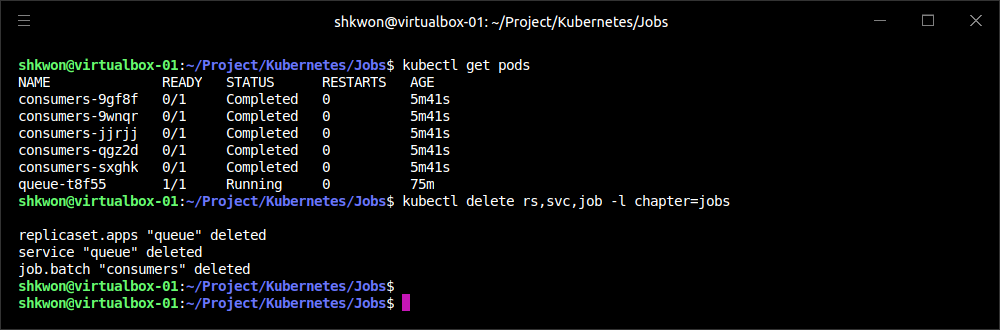 shkwon@virtualbox-01: ~/Project/Kubernetes/Jobs
shkwon@virtualbox-01:~/Project/Kubernetes/Jobs$ kubectl get pods
NAME              READY   STATUS      RESTARTS   AGE
consumers-9gf8f   0/1     Completed   0          5m41s
consumers-9wnqr   0/1     Completed   0          5m41s
consumers-jjrjj   0/1     Completed   0          5m41s
consumers-qgz2d   0/1     Completed   0          5m41s
consumers-sxghk   0/1     Completed   0          5m41s
queue-t8f55       1/1     Running     0          75m
shkwon@virtualbox-01:~/Project/Kubernetes/Jobs$ kubectl delete rs,svc,job -l chapter=jobs
replicaset.apps "queue" deleted
service "queue" deleted
job.batch "consumers" deleted
shkwon@virtualbox-01:~/Project/Kubernetes/Jobs$
shkwon@virtualbox-01:~/Project/Kubernetes/Jobs$